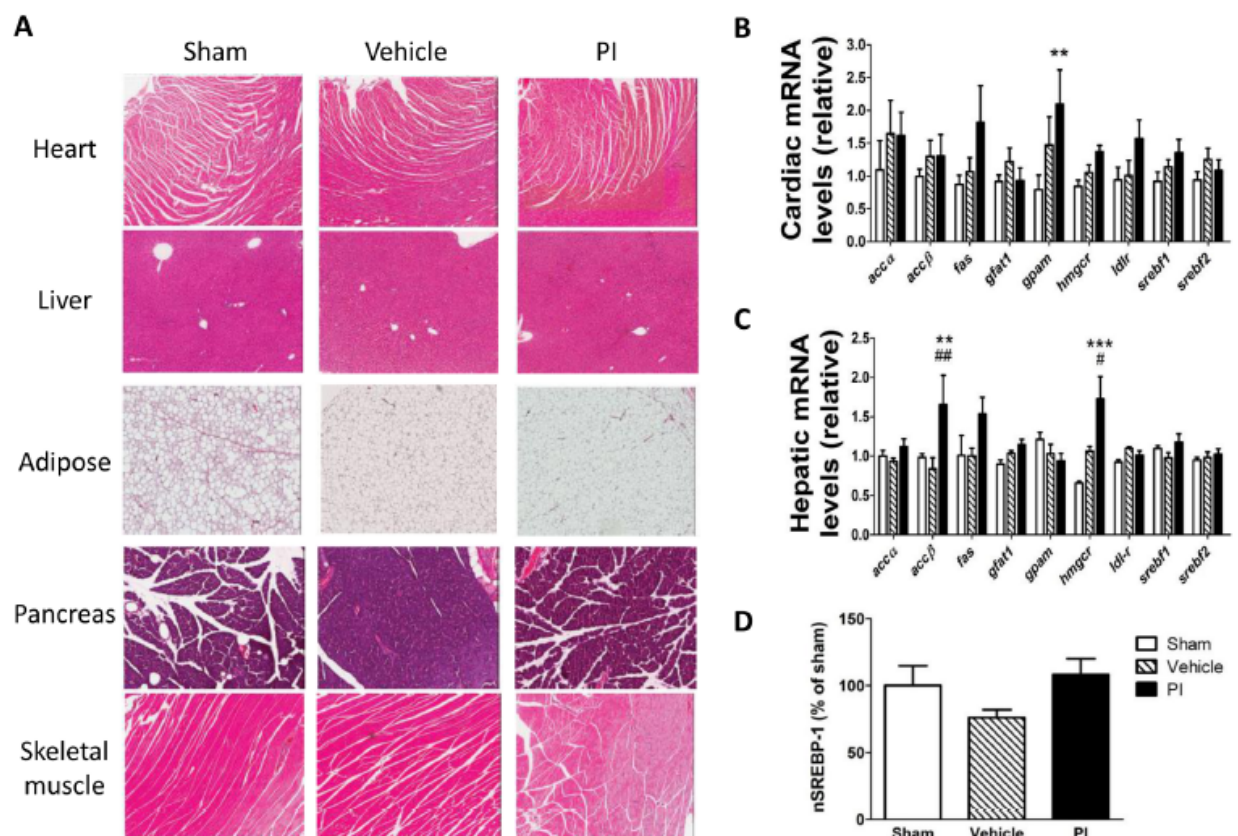 A
Sham Vehicle PI
Heart
Liver
Adipose
Pancreas
Skeletal
muscle
B
Cardiac mRNA
levels (relative)
3.0
2.5
2.0
1.5
1.0
0.5
0.0
**
accα accβ fas gfat1 gpam hmgcr ldlr srebf1 srebf2
C
Hepatic mRNA
levels (relative)
2.5
2.0
1.5
1.0
0.5
0.0
** ***
## #
accα accβ fas gfat1 gpam hmgcr ldl-r srebf1 srebf2
D
nSREBP-1 (% of sham)
150
100
50
0
Sham Vehicle PI
Sham
Vehicle
PI